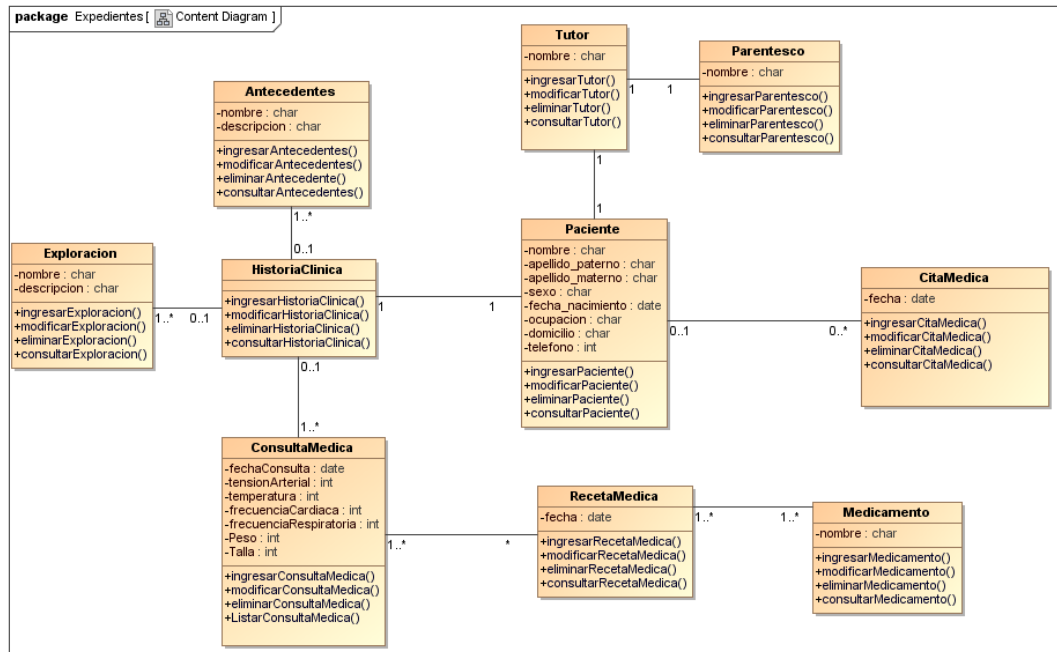 package Expedientes [ Content Diagram ]
Tutor
-nombre : char
+ingresarTutor()
+modificarTutor()
+eliminarTutor()
+consultarTutor()
1
1
Parentesco
-nombre : char
+ingresarParentesco()
+modificarParentesco()
+eliminarParentesco()
+consultarParentesco()
1
1
Antecedentes
-nombre : char
-descripcion : char
+ingresarAntecedentes()
+modificarAntecedentes()
+eliminarAntecedente()
+consultarAntecedentes()
1..*
0..1
Exploracion
-nombre : char
-descripcion : char
+ingresarExploracion()
+modificarExploracion()
+eliminarExploracion()
+consultarExploracion()
1..*
0..1
HistoriaClinica
+ingresarHistoriaClinica()
+modificarHistoriaClinica()
+eliminarHistoriaClinica()
+consultarHistoriaClinica()
1
1
Paciente
-nombre : char
-apellido_paterno : char
-apellido_materno : char
-sexo : char
-fecha_nacimiento : date
-ocupacion : char
-domicilio : char
-telefono : int
+ingresarPaciente()
+modificarPaciente()
+eliminarPaciente()
+consultarPaciente()
0..1
0..*
CitaMedica
-fecha : date
+ingresarCitaMedica()
+modificarCitaMedica()
+eliminarCitaMedica()
+consultarCitaMedica()
0..1
1..*
ConsultaMedica
-fechaConsulta : date
-tensionArterial : int
-temperatura : int
-frecuenciaCardiaca : int
-frecuenciaRespiratoria : int
-Peso : int
-Talla : int
+ingresarConsultaMedica()
+modificarConsultaMedica()
+eliminarConsultaMedica()
+ListarConsultaMedica()
1..*
*
RecetaMedica
-fecha : date
+ingresarRecetaMedica()
+modificarRecetaMedica()
+eliminarRecetaMedica()
+consultarRecetaMedica()
1..*
1..*
Medicamento
-nombre : char
+ingresarMedicamento()
+modificarMedicamento()
+eliminarMedicamento()
+consultarMedicamento()